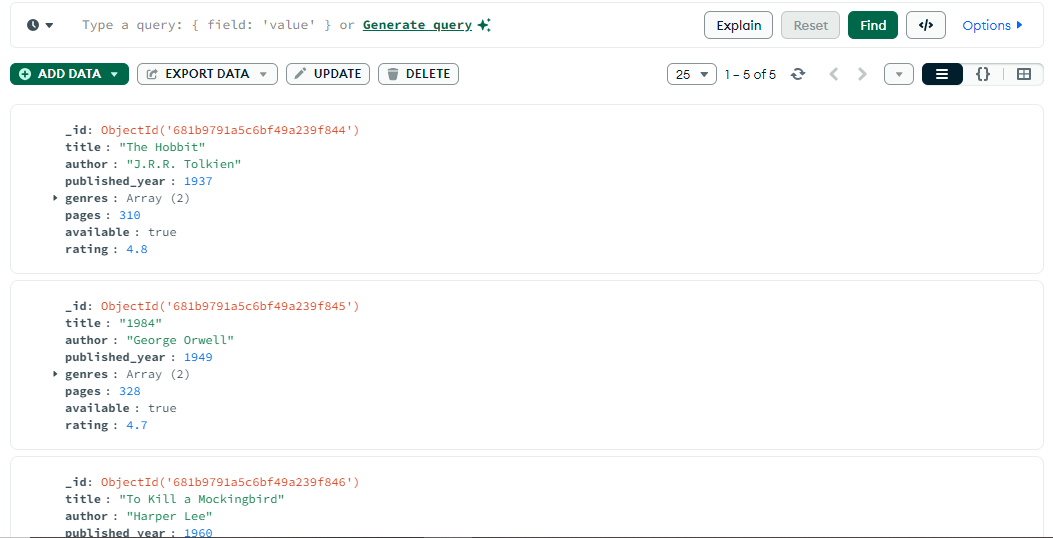 Type a query: { field: 'value' } or Generate query
Explain Reset Find </> Options
ADD DATA EXPORT DATA UPDATE DELETE 25 1 – 5 of 5 {}
_id: ObjectId('681b9791a5c6bf49a239f844')
title : "The Hobbit"
author : "J.R.R. Tolkien"
published_year : 1937
genres : Array (2)
pages : 310
available : true
rating : 4.8
_id: ObjectId('681b9791a5c6bf49a239f845')
title : "1984"
author : "George Orwell"
published_year : 1949
genres : Array (2)
pages : 328
available : true
rating : 4.7
_id: ObjectId('681b9791a5c6bf49a239f846')
title : "To Kill a Mockingbird"
author : "Harper Lee"
published_year : 1960